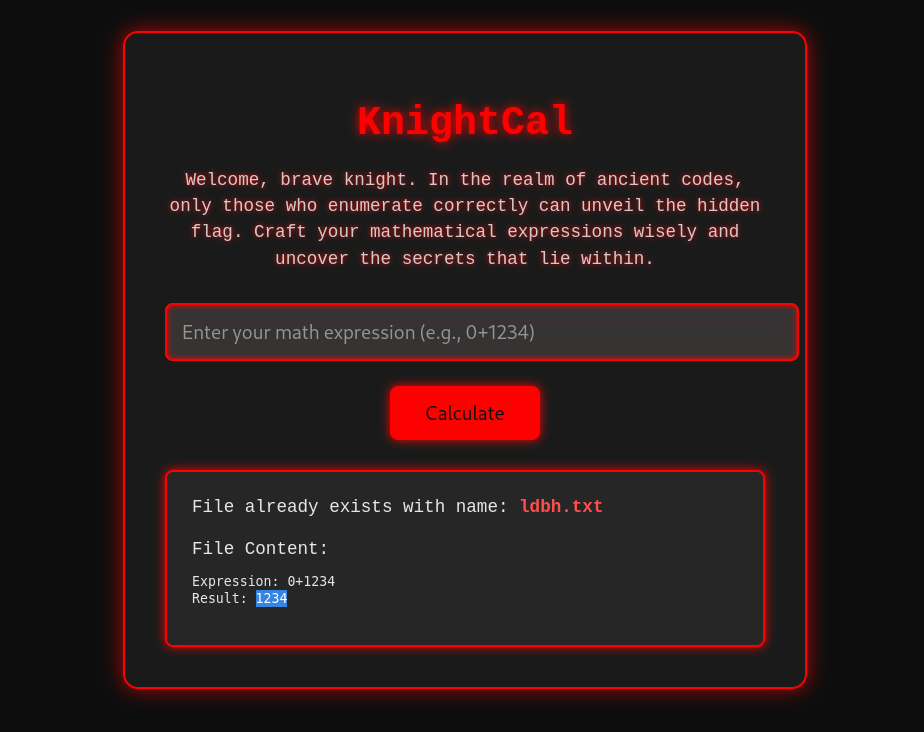 KnightCal
Welcome, brave knight. In the realm of ancient codes,
only those who enumerate correctly can unveil the hidden
flag. Craft your mathematical expressions wisely and
uncover the secrets that lie within.
Enter your math expression (e.g., 0+1234)
Calculate
File already exists with name: ldbh.txt
File Content:
Expression: 0+1234
Result: 1234